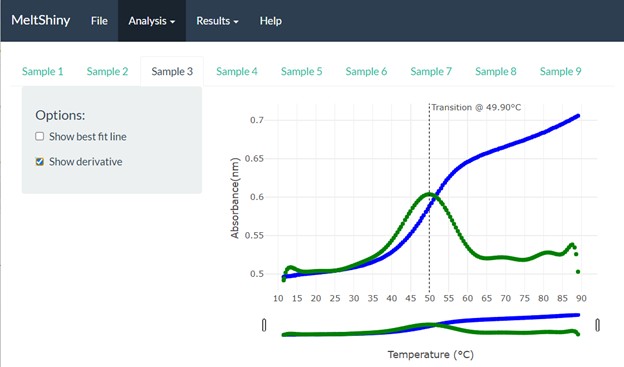 MeltShiny File Analysis Results Help
Sample 1 Sample 2 Sample 3 Sample 4 Sample 5 Sample 6 Sample 7 Sample 8 Sample 9
Options:
Show best fit line
Show derivative
Transition @ 49.90°C
Absorbance(nm)
0.7
0.65
0.6
0.55
0.5
10 15 20 25 30 35 40 45 50 55 60 65 70 75 80 85 90
Temperature (°C)